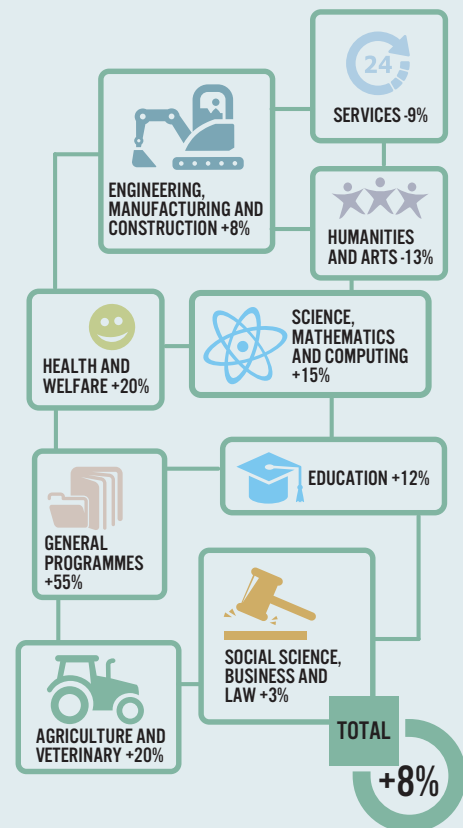 24
SERVICES -9%
ENGINEERING,
MANUFACTURING AND
CONSTRUCTION +8%
HUMANITIES
AND ARTS -13%
SCIENCE,
MATHEMATICS
AND COMPUTING
+15%
HEALTH AND
WELFARE +20%
EDUCATION +12%
GENERAL
PROGRAMMES
+55%
SOCIAL SCIENCE,
BUSINESS AND
LAW +3%
AGRICULTURE AND
VETERINARY +20%
TOTAL
+8%